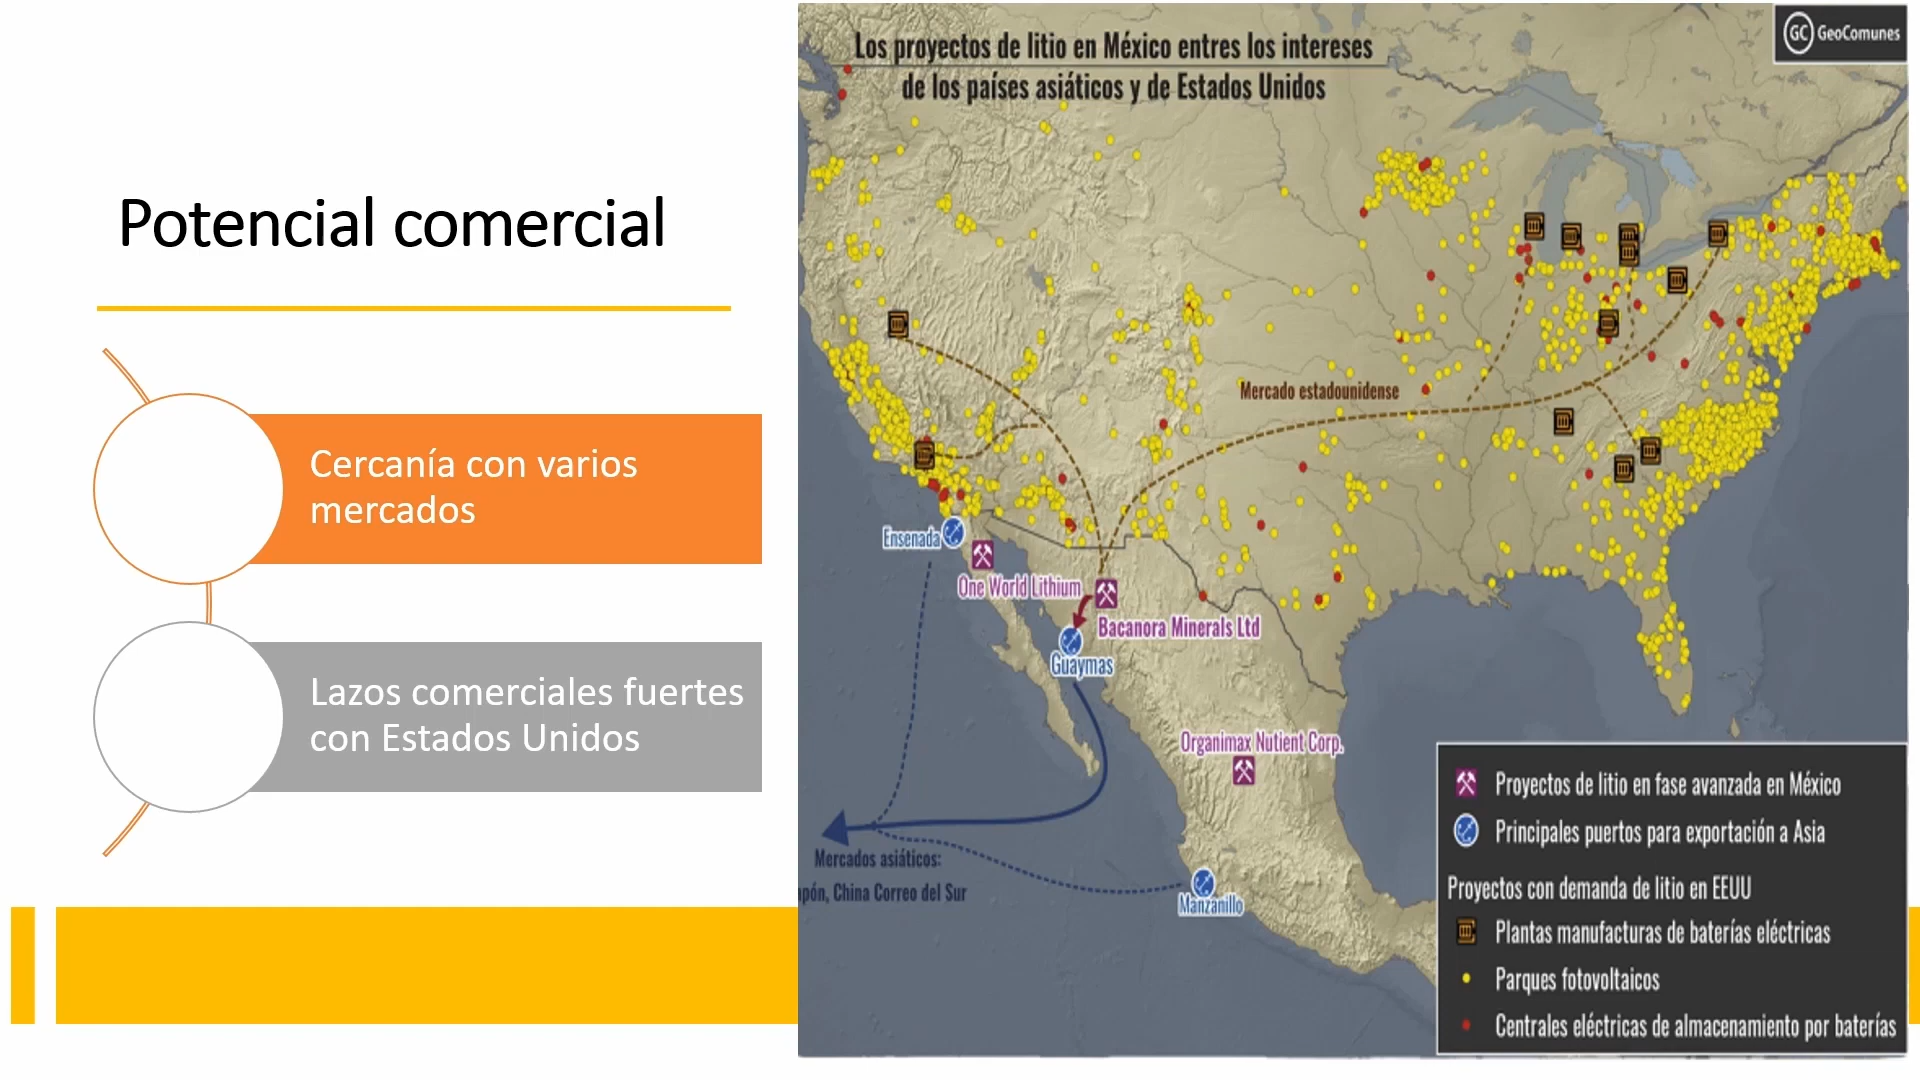 Potencial comercial
Cercanía con varios
mercados
Lazos comerciales fuertes
con Estados Unidos
Los proyectos de litio en México entres los intereses
de los países asiáticos y de Estados Unidos
GC GeoComunes
Mercado estadounidense
Ensenada
One World Lithium
Bacanora Minerals Ltd
Guaymas
Organimax Nutient Corp.
Mercados asiáticos:
pón, China Correo del Sur
Manzanillo
Proyectos de litio en fase avanzada en México
Principales puertos para exportación a Asia
Proyectos con demanda de litio en EEUU
Plantas manufacturas de baterías eléctricas
Parques fotovoltaicos
Centrales eléctricas de almacenamiento por baterías